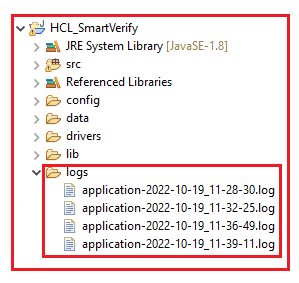 HCL_SmartVerify
JRE System Library [JavaSE-1.8]
src
Referenced Libraries
config
data
drivers
lib
logs
application-2022-10-19_11-28-30.log
application-2022-10-19_11-32-25.log
application-2022-10-19_11-36-49.log
application-2022-10-19_11-39-11.log